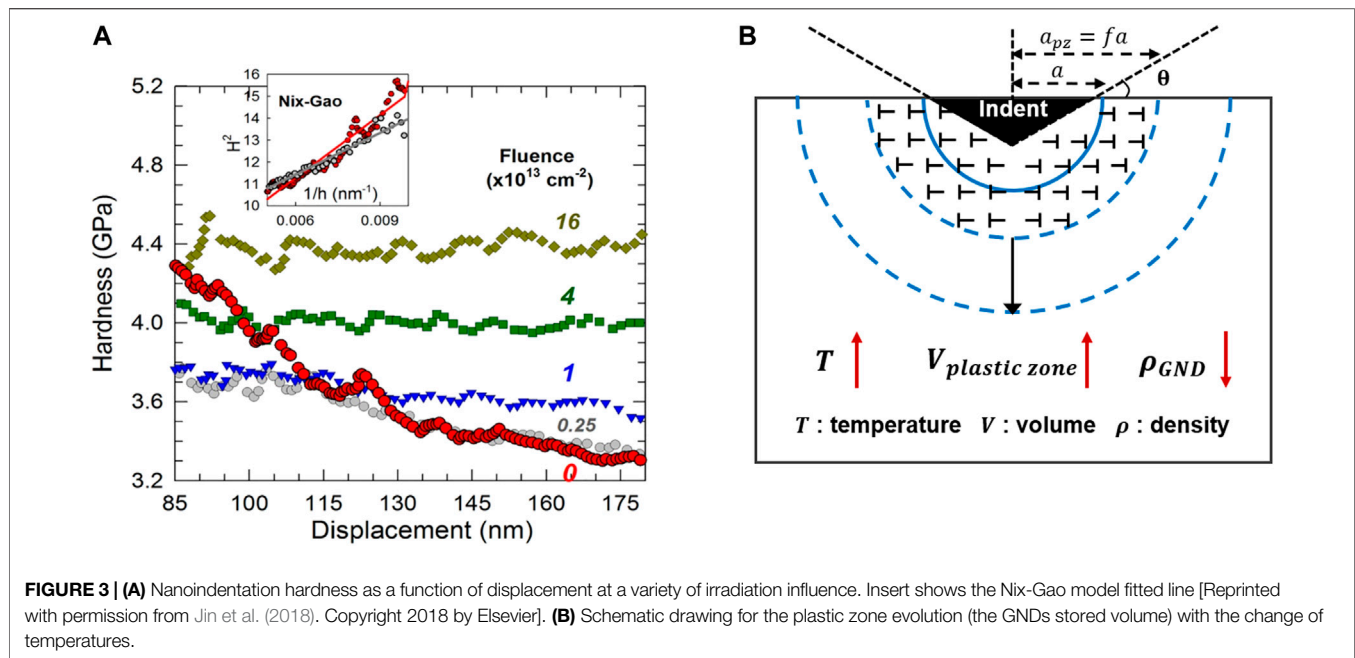 A
5.2
4.8
4.4
4.0
3.6
3.2
Hardness (GPa)
85 100 115 130 145 160 175
Displacement (nm)
16
15
14
13
12
11
10
H²
Nix-Gao
1/h (nm⁻¹)
0.006 0.009
Fluence
(x10¹³ cm⁻²)
16
4
1
0.25
0
B
a_pz = fa
a
θ
Indent
T V_plastic zone ρ_GND
T : temperature V : volume ρ : density
FIGURE 3 | (A) Nanoindentation hardness as a function of displacement at a variety of irradiation influence. Insert shows the Nix-Gao model fitted line [Reprinted
with permission from Jin et al. (2018). Copyright 2018 by Elsevier]. (B) Schematic drawing for the plastic zone evolution (the GNDs stored volume) with the change of
temperatures.